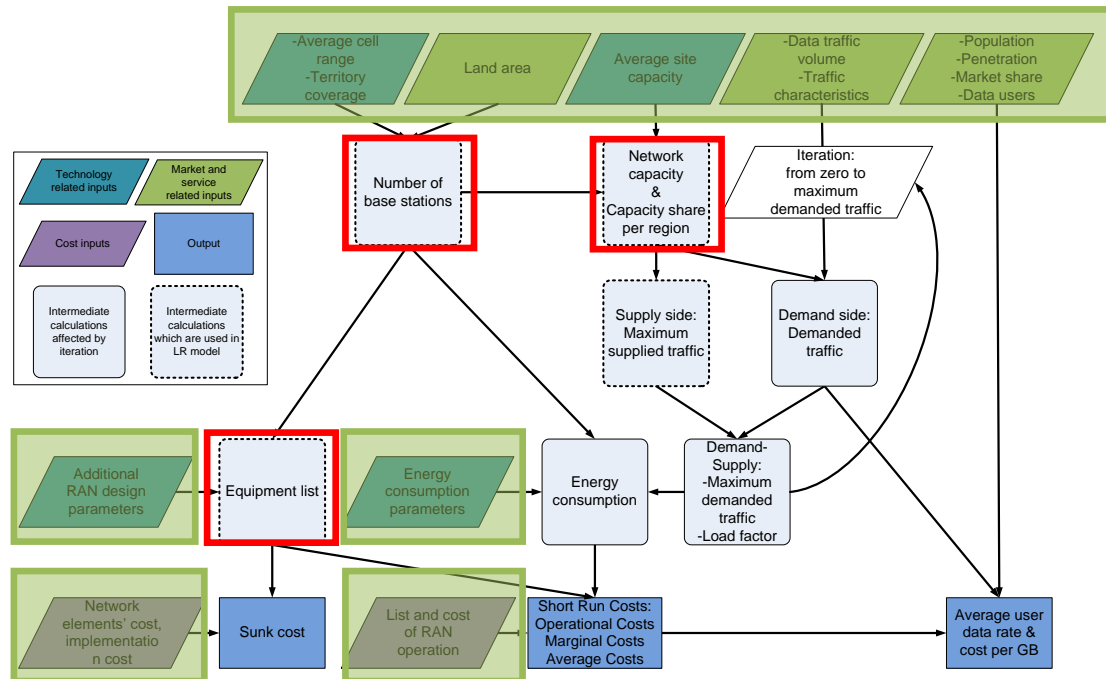 -Average cell
range
-Territory
coverage
Land area
Average site
capacity
-Data traffic
volume
-Traffic
characteristics
-Population
-Penetration
-Market share
-Data users
Technology
related inputs
Market and
service
related inputs
Cost inputs
Output
Intermediate
calculations
affected by
iteration
Intermediate
calculations
which are used in
LR model
Number of
base stations
Network
capacity
&
Capacity share
per region
Iteration:
from zero to
maximum
demanded traffic
Supply side:
Maximum
supplied traffic
Demand side:
Demanded
traffic
Additional
RAN design
parameters
Equipment list
Energy
consumption
parameters
Energy
consumption
Demand-
Supply:
-Maximum
demanded
traffic
-Load factor
Network
elements’ cost,
implementatio
n cost
Sunk cost
List and cost
of RAN
operation
Short Run Costs:
Operational Costs
Marginal Costs
Average Costs
Average user
data rate &
cost per GB